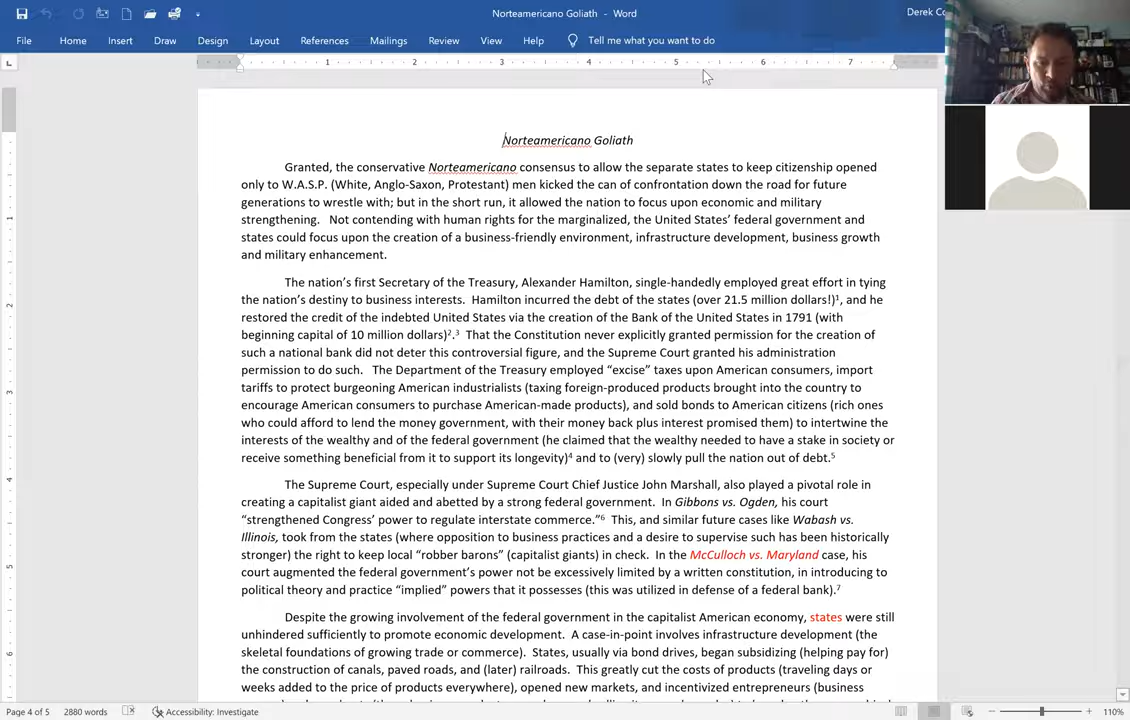 Norteamericano Goliath - Word
Derek Co
File Home Insert Draw Design Layout References Mailings Review View Help Tell me what you want to do
1 2 3 4 5 6 7
Norteamericano Goliath
Granted, the conservative Norteamericano consensus to allow the separate states to keep citizenship opened
only to W.A.S.P. (White, Anglo-Saxon, Protestant) men kicked the can of confrontation down the road for future
generations to wrestle with; but in the short run, it allowed the nation to focus upon economic and military
strengthening. Not contending with human rights for the marginalized, the United States' federal government and
states could focus upon the creation of a business-friendly environment, infrastructure development, business growth
and military enhancement.
The nation's first Secretary of the Treasury, Alexander Hamilton, single-handedly employed great effort in tying
the nation's destiny to business interests. Hamilton incurred the debt of the states (over 21.5 million dollars!)¹, and he
restored the credit of the indebted United States via the creation of the Bank of the United States in 1791 (with
beginning capital of 10 million dollars)².³ That the Constitution never explicitly granted permission for the creation of
such a national bank did not deter this controversial figure, and the Supreme Court granted his administration
permission to do such. The Department of the Treasury employed "excise" taxes upon American consumers, import
tariffs to protect burgeoning American industrialists (taxing foreign-produced products brought into the country to
encourage American consumers to purchase American-made products), and sold bonds to American citizens (rich ones
who could afford to lend the money government, with their money back plus interest promised them) to intertwine the
interests of the wealthy and of the federal government (he claimed that the wealthy needed to have a stake in society or
receive something beneficial from it to support its longevity)⁴ and to (very) slowly pull the nation out of debt.⁵
The Supreme Court, especially under Supreme Court Chief Justice John Marshall, also played a pivotal role in
creating a capitalist giant aided and abetted by a strong federal government. In Gibbons vs. Ogden, his court
"strengthened Congress' power to regulate interstate commerce."⁶ This, and similar future cases like Wabash vs.
Illinois, took from the states (where opposition to business practices and a desire to supervise such has been historically
stronger) the right to keep local "robber barons" (capitalist giants) in check. In the McCulloch vs. Maryland case, his
court augmented the federal government's power not be excessively limited by a written constitution, in introducing to
political theory and practice "implied" powers that it possesses (this was utilized in defense of a federal bank).⁷
Despite the growing involvement of the federal government in the capitalist American economy, states were still
unhindered sufficiently to promote economic development. A case-in-point involves infrastructure development (the
skeletal foundations of growing trade or commerce). States, usually via bond drives, began subsidizing (helping pay for)
the construction of canals, paved roads, and (later) railroads. This greatly cut the costs of products (traveling days or
weeks added to the price of products everywhere), opened new markets, and incentivized entrepreneurs (business
Page 4 of 5 2880 words Accessibility: Investigate 110%